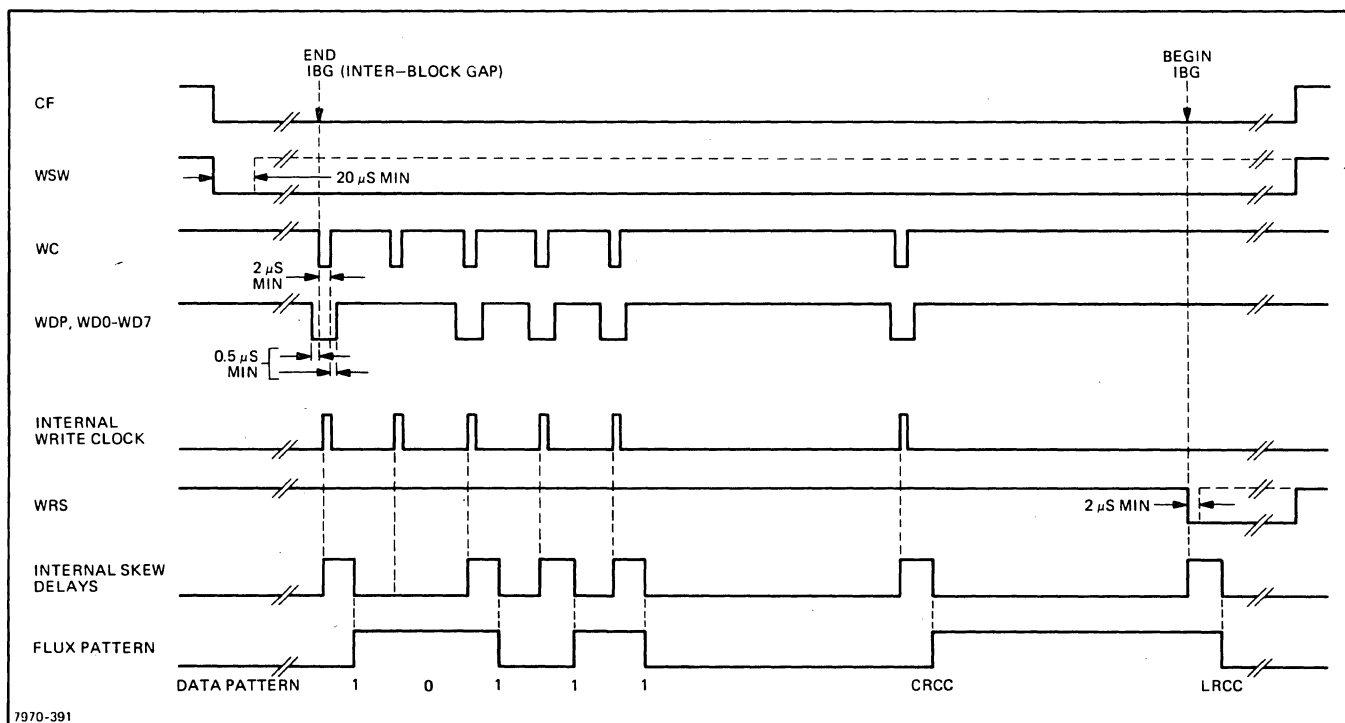 END
IBG (INTER-BLOCK GAP)
BEGIN
IBG
CF
WSW
20 μS MIN
WC
2 μS
MIN
WDP, WD0-WD7
0.5 μS
MIN
INTERNAL
WRITE CLOCK
WRS
2 μS MIN
INTERNAL SKEW
DELAYS
FLUX PATTERN
DATA PATTERN 1 0 1 1 1 CRCC LRCC
7970-391